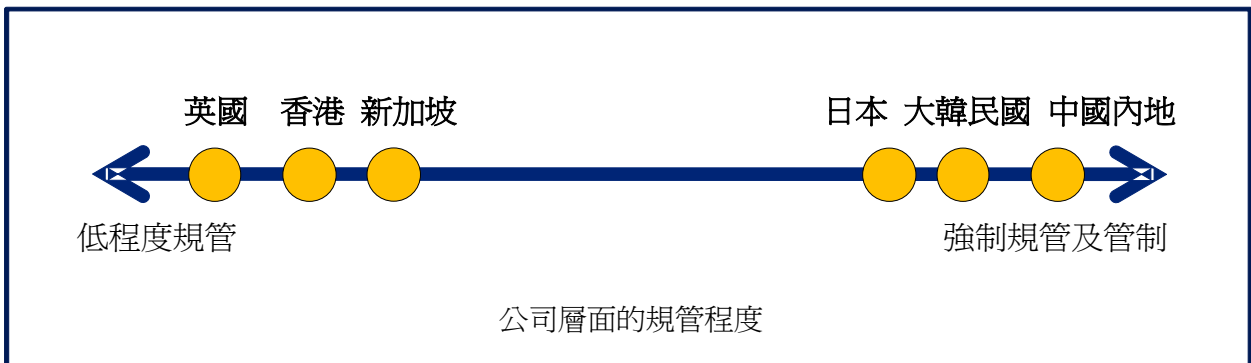 英國 香港 新加坡 日本 大韓民國 中國內地
低程度規管 強制規管及管制
公司層面的規管程度